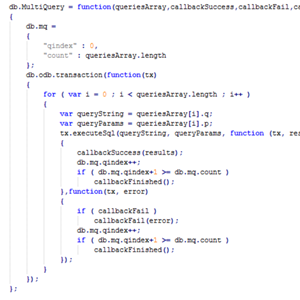 db.MultiQuery = function(queriesArray,callbackSuccess,callbackFail,
{
db.mq =
{
"qindex" : 0,
"count" : queriesArray.length
};
db.odb.transaction(function(tx)
{
for ( var i = 0 ; i < queriesArray.length ; i++ )
{
var queryString = queriesArray[i].q;
var queryParams = queriesArray[i].p;
tx.executeSql(queryString, queryParams, function (tx, res
{
callbackSuccess(results);
db.mq.qindex++;
if ( db.mq.qindex+1 >= db.mq.count )
callbackFinished();
},function(tx, error)
{
if ( callbackFail )
callbackFail(error);
db.mq.qindex++;
if ( db.mq.qindex+1 >= db.mq.count )
callbackFinished();
});
}
});
};